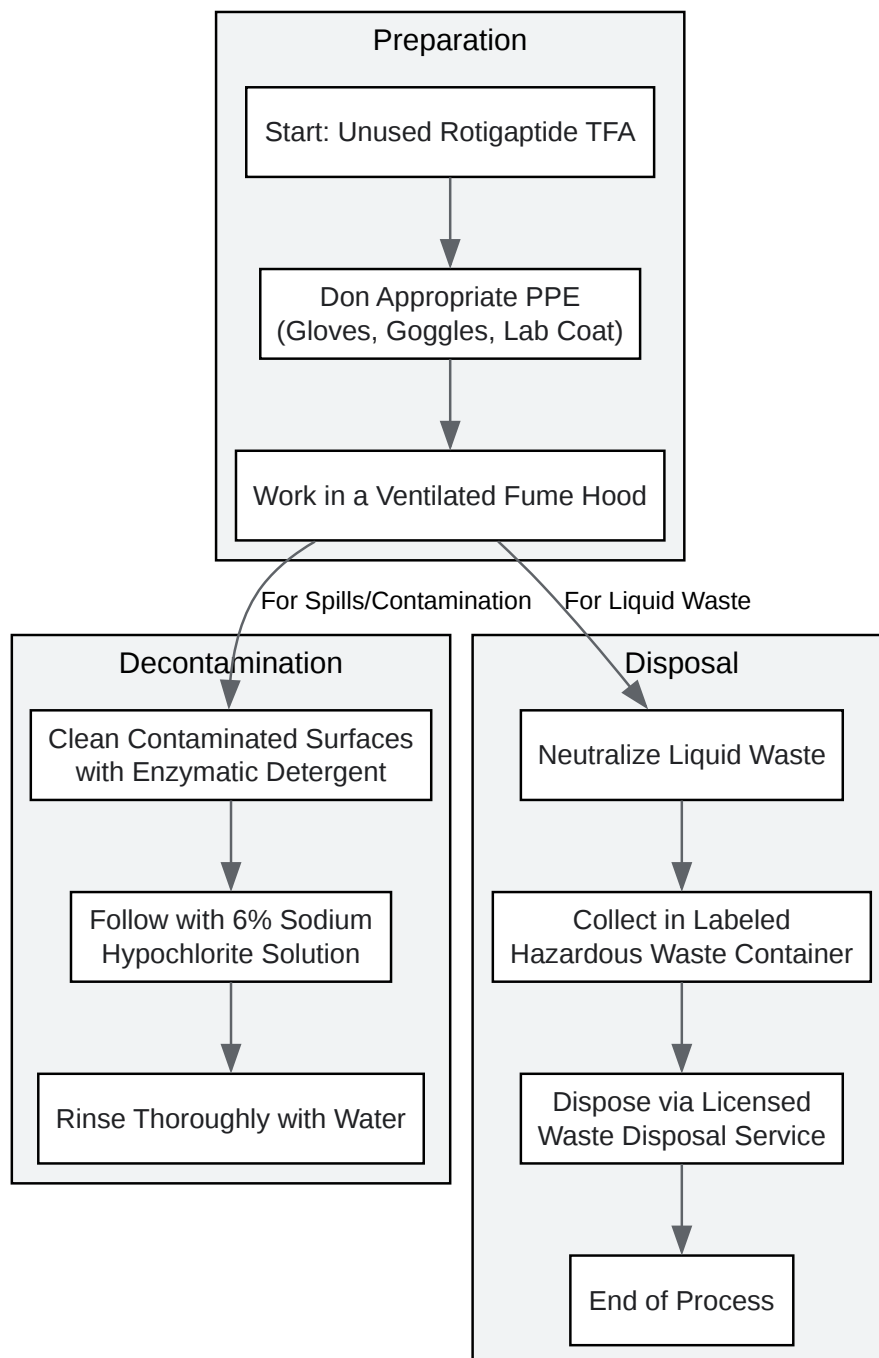 Preparation
Start: Unused Rotigaptide TFA
Don Appropriate PPE
(Gloves, Goggles, Lab Coat)
Work in a Ventilated Fume Hood
For Spills/Contamination
For Liquid Waste
Decontamination
Clean Contaminated Surfaces
with Enzymatic Detergent
Follow with 6% Sodium
Hypochlorite Solution
Rinse Thoroughly with Water
Disposal
Neutralize Liquid Waste
Collect in Labeled
Hazardous Waste Container
Dispose via Licensed
Waste Disposal Service
End of Process